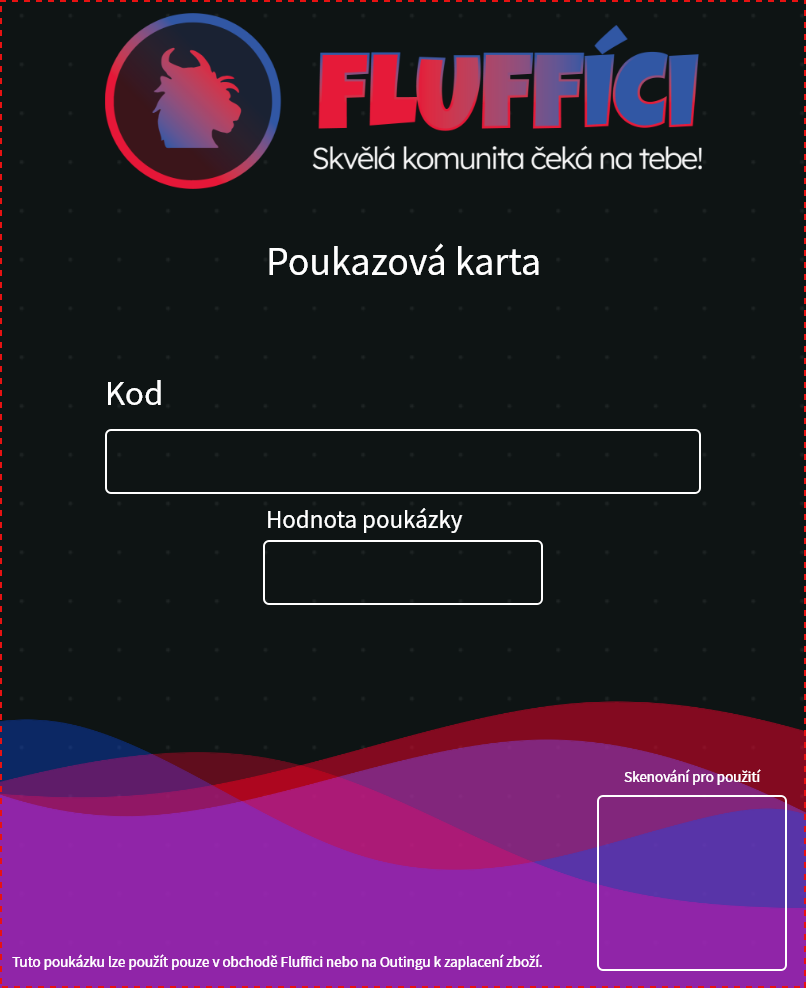 FLUFFÍCI
Skvělá komunita čeká na tebe!
Poukazová karta
Kod
Hodnota poukázky
Skenování pro použití
Tuto poukázku lze použít pouze v obchodě Fluffici nebo na Outingu k zaplacení zboží.